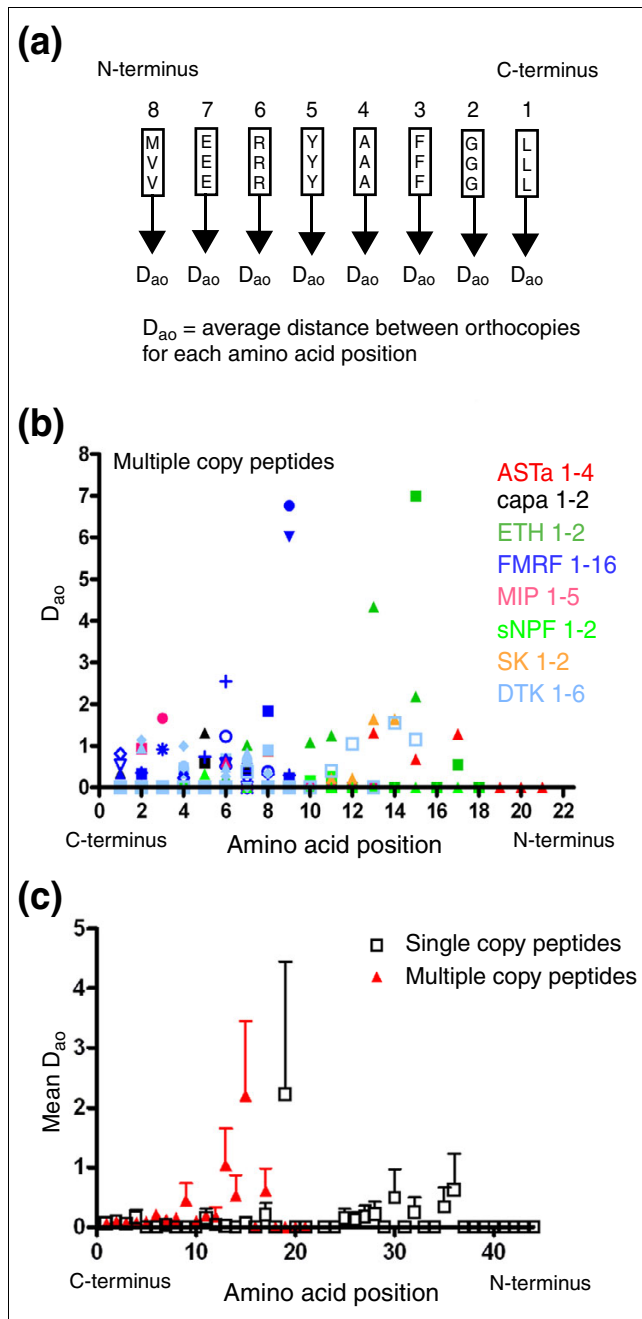 (a)
N-terminus C-terminus
8 7 6 5 4 3 2 1
M E R Y A F G L
V E R Y A F G L
V E R Y A F G L
Dao Dao Dao Dao Dao Dao Dao Dao
Dao = average distance between orthocopies
for each amino acid position
(b)
Multiple copy peptides
8
7
6
5
4
3
2
1
0
Dao
ASTa 1-4
capa 1-2
ETH 1-2
FMRF 1-16
MIP 1-5
sNPF 1-2
SK 1-2
DTK 1-6
0 2 4 6 8 10 12 14 16 18 20 22
C-terminus Amino acid position N-terminus
(c)
5
4
3
2
1
0
Mean Dao
Single copy peptides
Multiple copy peptides
0 10 20 30 40
C-terminus Amino acid position N-terminus